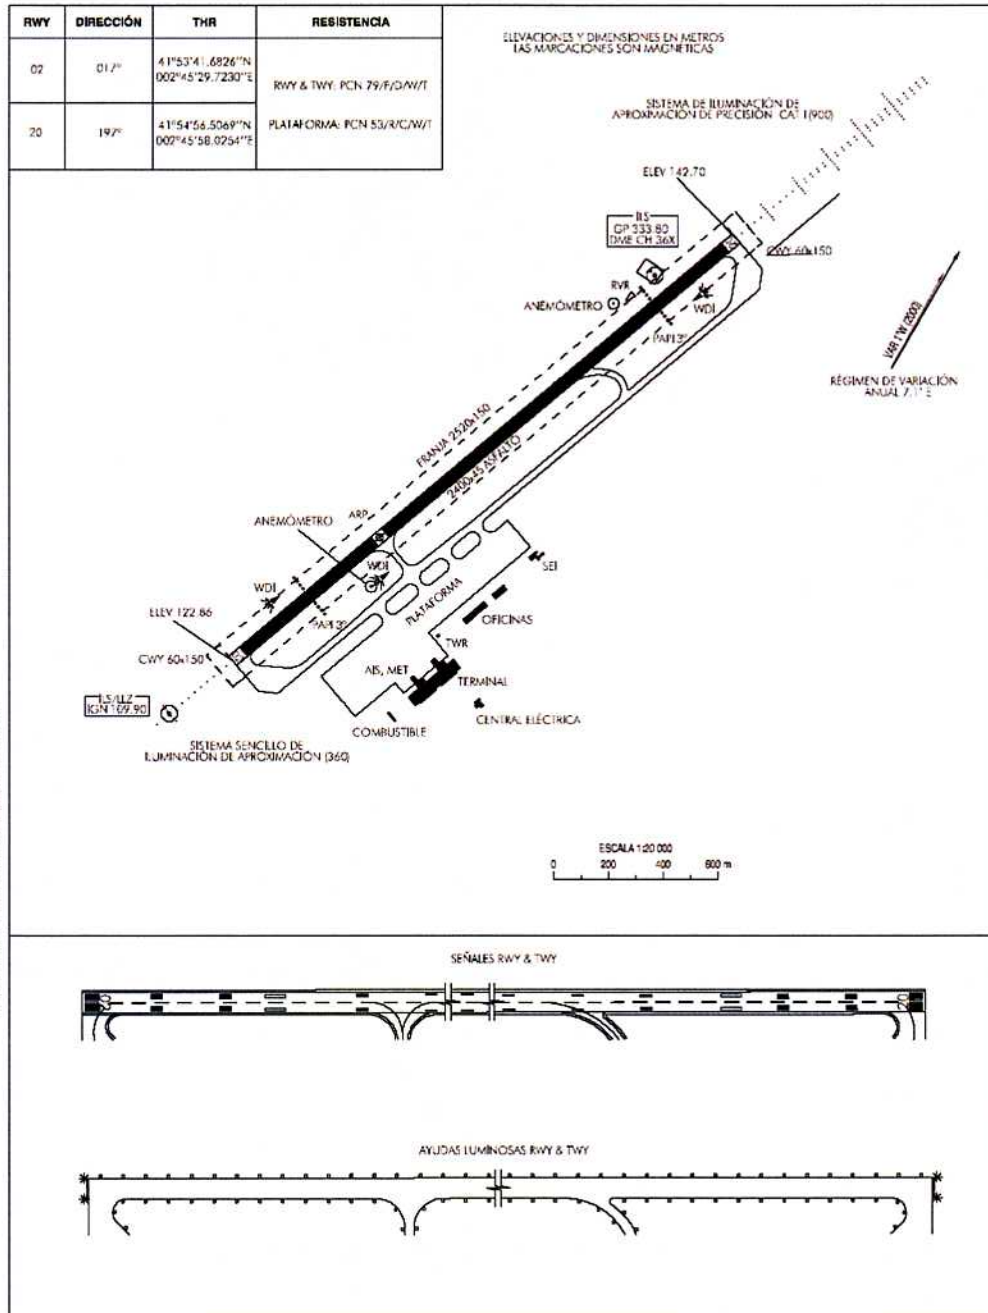 RWY DIRECCIÓN THR RESISTENCIA
02 017° 41°53'41.6826"N
002°45'29.7230"E
RWY & TWY: PCN 79/F/D/W/T
20 197° 41°54'56.5069"N
002°45'58.0254"E
PLATAFORMA: PCN 53/R/C/W/T
ELEVACIONES Y DIMENSIONES EN METROS
LAS MARCACIONES SON MAGNÉTICAS
SISTEMA DE ILUMINACIÓN DE
APROXIMACIÓN DE PRECISIÓN CAT I (900)
ELEV 142.70
ILS
GP 333.80
DME CH 36X
CWY 60x150
RVR
ANEMÓMETRO
WDI
PAPI 3°
VAR 1°W (2000)
RÉGIMEN DE VARIACIÓN
ANUAL 7.1' E
FRANJA 2520x150
2400x45 ASFALTO
ARP
ANEMÓMETRO
WDI
WDI
SEI
PLATAFORMA
ELEV 122.86
PAPI 3°
OFICINAS
CWY 60x150
TWR
AIS, MET
TERMINAL
ILS/LLZ
IGN 109.90
CENTRAL ELÉCTRICA
COMBUSTIBLE
SISTEMA SENCILLO DE
ILUMINACIÓN DE APROXIMACIÓN (360)
ESCALA 1:20 000
0 200 400 600 m
SEÑALES RWY & TWY
02 20
AYUDAS LUMINOSAS RWY & TWY